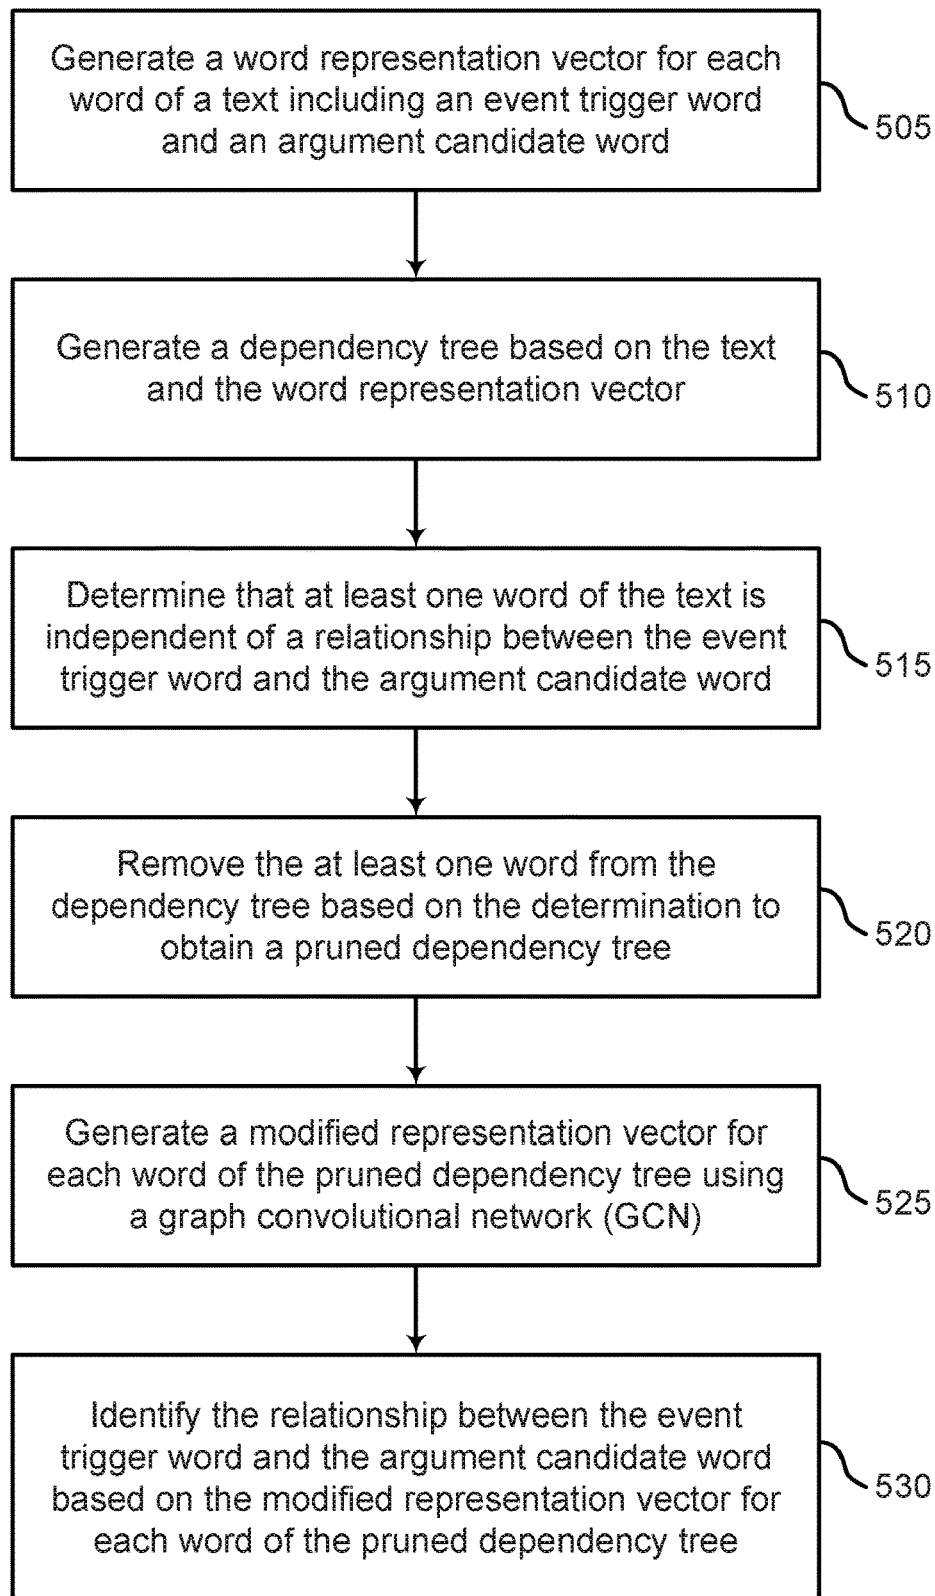 Generate a word representation vector for each
word of a text including an event trigger word
and an argument candidate word
505
Generate a dependency tree based on the text
and the word representation vector
510
Determine that at least one word of the text is
independent of a relationship between the event
trigger word and the argument candidate word
515
Remove the at least one word from the
dependency tree based on the determination to
obtain a pruned dependency tree
520
Generate a modified representation vector for
each word of the pruned dependency tree using
a graph convolutional network (GCN)
525
Identify the relationship between the event
trigger word and the argument candidate word
based on the modified representation vector for
each word of the pruned dependency tree
530